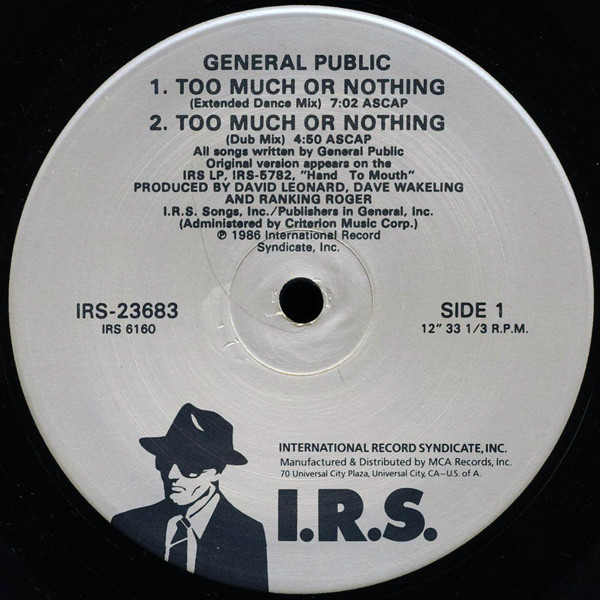 GENERAL PUBLIC
1. TOO MUCH OR NOTHING
(Extended Dance Mix) 7:02 ASCAP
2. TOO MUCH OR NOTHING
(Dub Mix) 4:50 ASCAP
All songs written by General Public
Original version appears on the
IRS LP, IRS-5782, "Hand To Mouth"
PRODUCED BY DAVID LEONARD, DAVE WAKELING
AND RANKING ROGER
I.R.S. Songs, Inc./Publishers in General, Inc.
(Administered by Criterion Music Corp.)
℗ 1986 International Record
Syndicate, Inc.
IRS-23683
IRS 6160
SIDE 1
12" 33 1/3 R.P.M.
INTERNATIONAL RECORD SYNDICATE, INC.
Manufactured & Distributed by MCA Records, Inc.
70 Universal City Plaza, Universal City, CA–U.S. of A.
I.R.S.